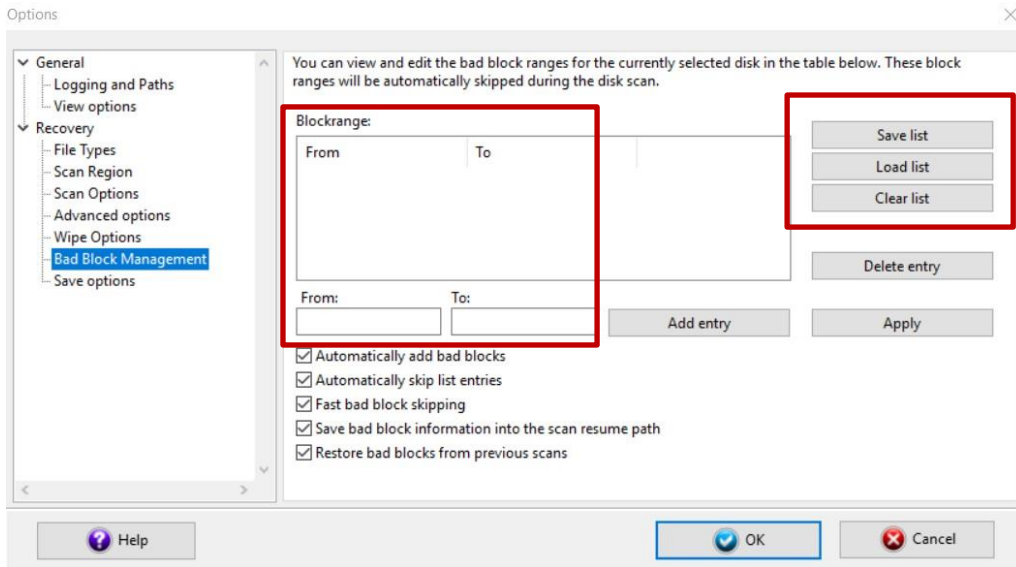 Options
General
Logging and Paths
View options
Recovery
File Types
Scan Region
Scan Options
Advanced options
Wipe Options
Bad Block Management
Save options
You can view and edit the bad block ranges for the currently selected disk in the table below. These block
ranges will be automatically skipped during the disk scan.
Blockrange:
From To
Save list
Load list
Clear list
Delete entry
From: To:
Add entry Apply
Automatically add bad blocks
Automatically skip list entries
Fast bad block skipping
Save bad block information into the scan resume path
Restore bad blocks from previous scans
Help OK Cancel